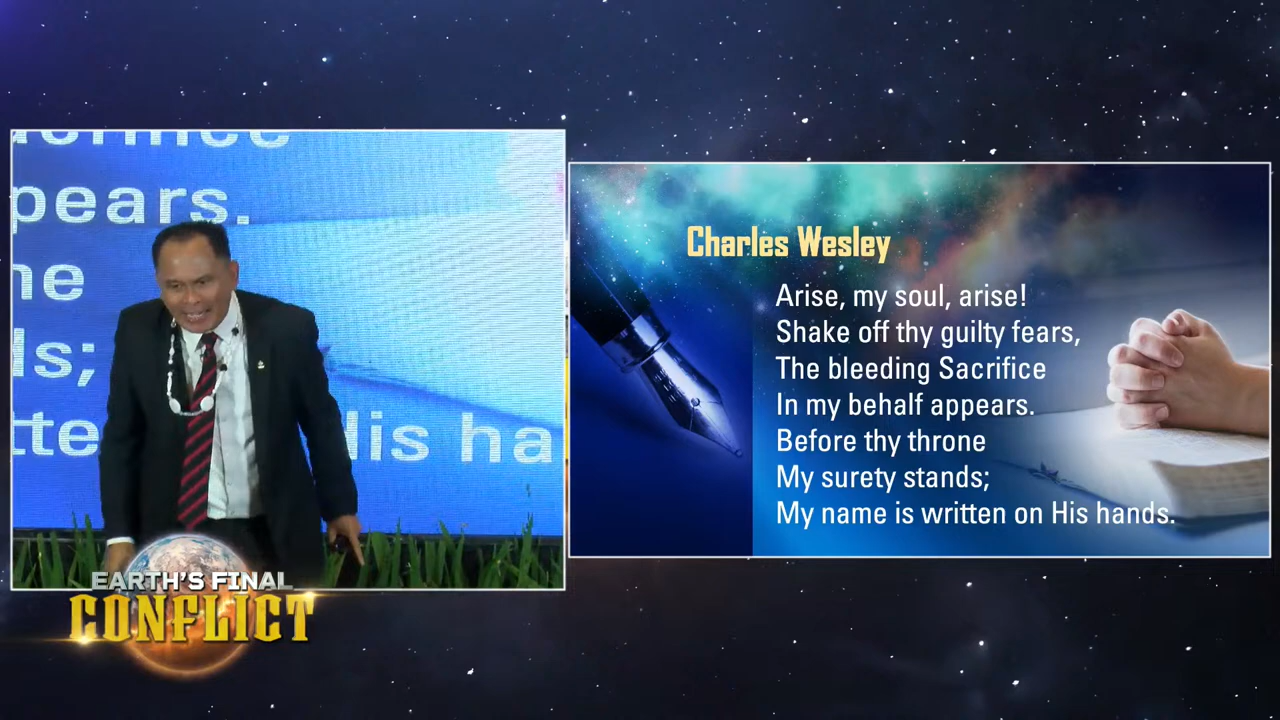 pears.
ha
EARTH'S FINAL
CONFLICT
Charles Wesley
Arise, my soul, arise!
Shake off thy guilty fears,
The bleeding Sacrifice
In my behalf appears.
Before thy throne
My surety stands;
My name is written on His hands.